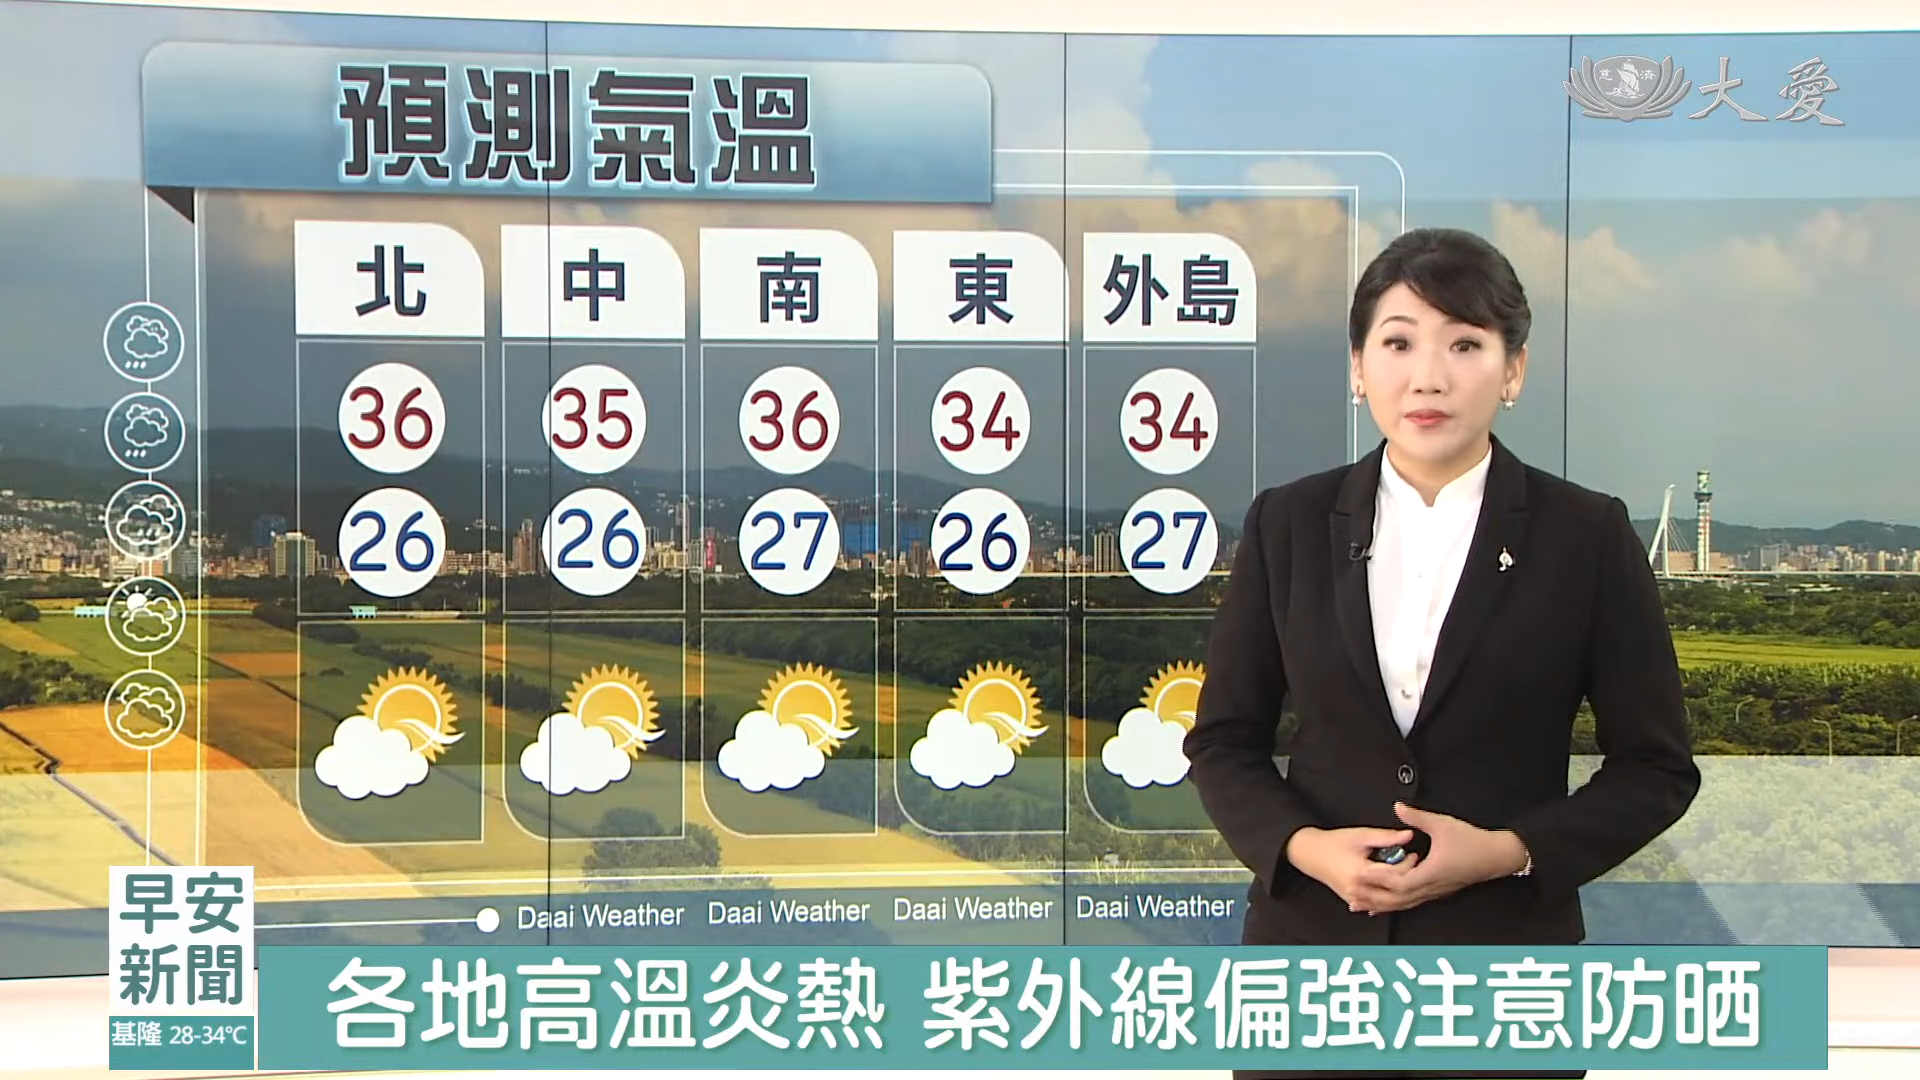 預測氣溫
慈 濟 大愛
北 中 南 東 外島
36 35 36 34 34
26 26 27 26 27
Daai Weather Daai Weather Daai Weather Daai Weather
早安
新聞
各地高溫炎熱 紫外線偏強注意防晒
基隆 28-34℃